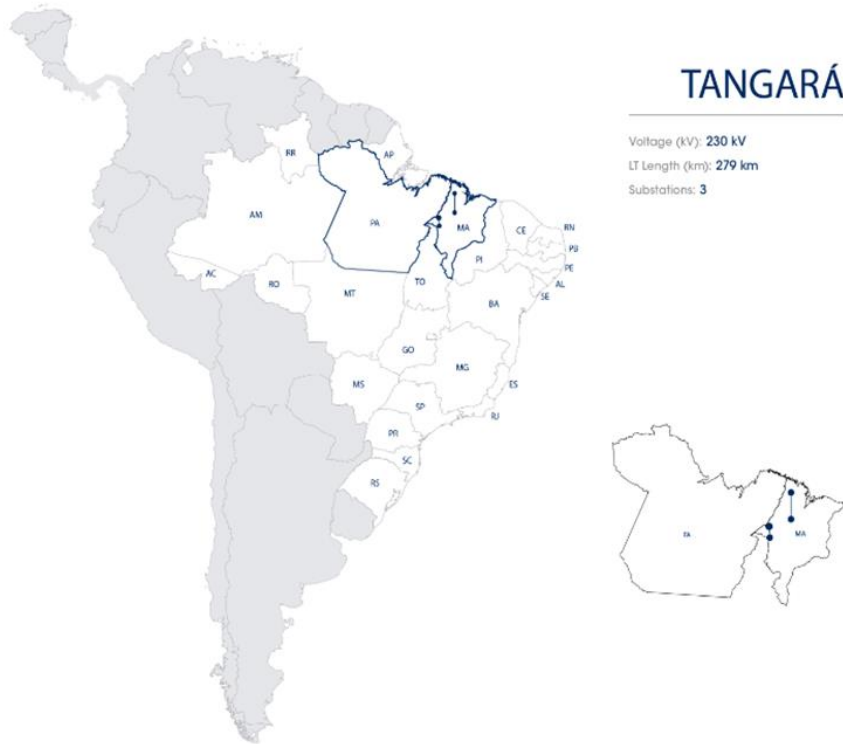 TANGARÁ
Voltage (kV): 230 kV
LT Length (km): 279 km
Substations: 3
RR
AP
AM
PA
MA
CE
RN
PB
PI
PE
AL
SE
AC
RO
TO
MT
BA
GO
MG
MS
ES
SP
RJ
PR
SC
RS
PA
MA